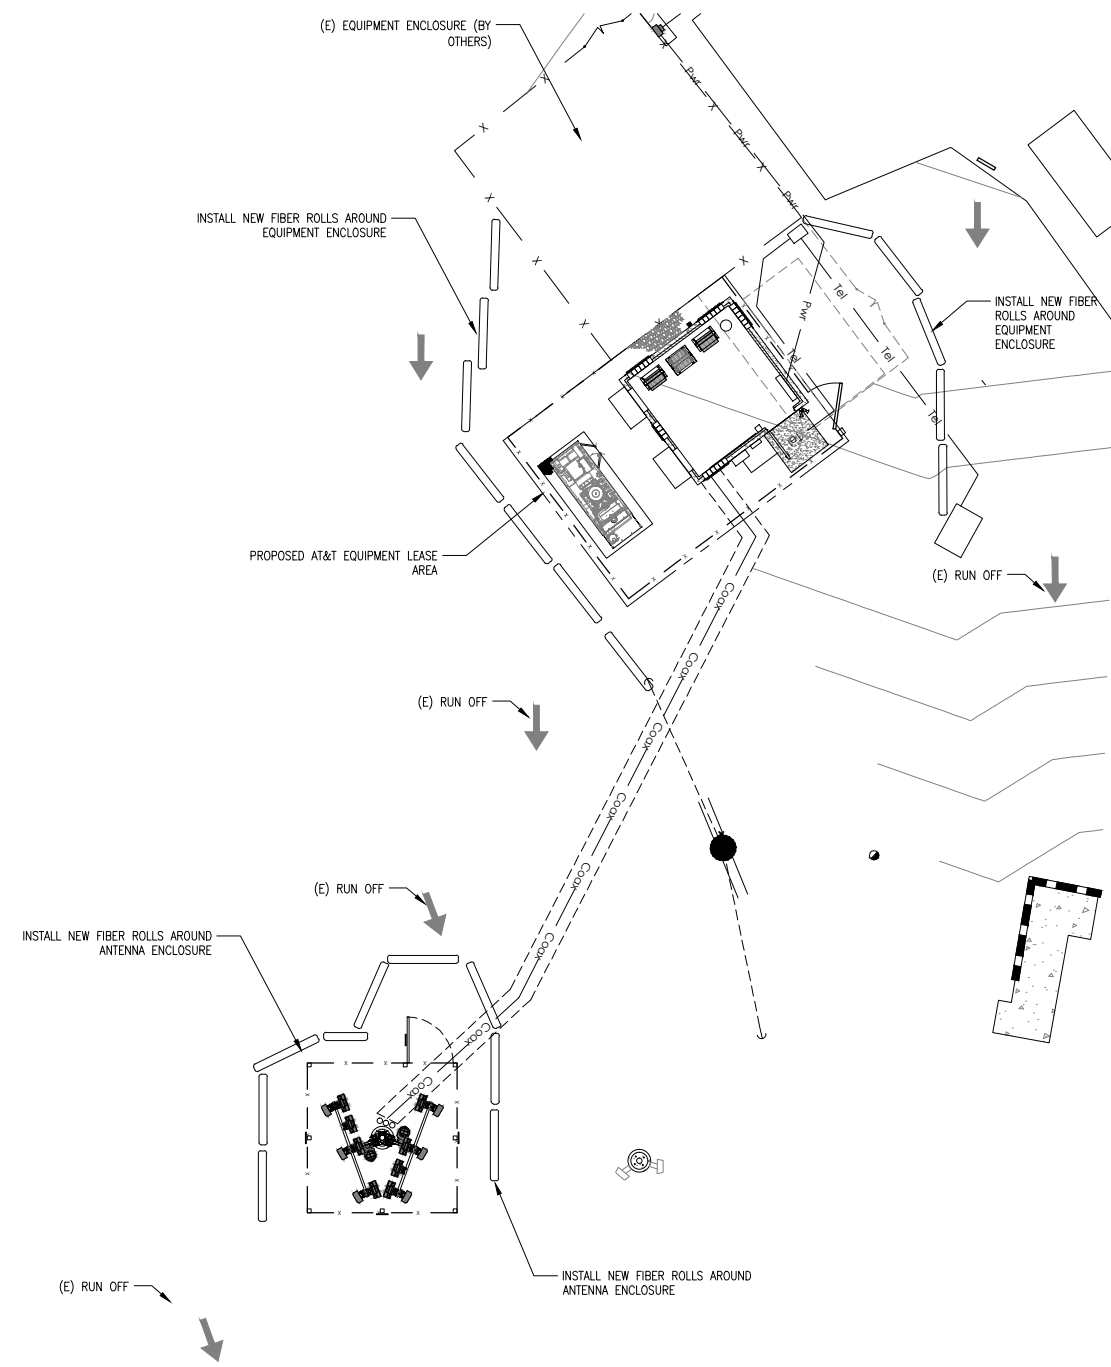 (E) EQUIPMENT ENCLOSURE (BY
OTHERS)
Pwr
Pwr
Pwr
INSTALL NEW FIBER ROLLS AROUND
EQUIPMENT ENCLOSURE
Tel
Pwr
INSTALL NEW FIBER
ROLLS AROUND
EQUIPMENT
ENCLOSURE
Tel
Tel
Tel
PROPOSED AT&T EQUIPMENT LEASE
AREA
(E) RUN OFF
Coax
Coax
(E) RUN OFF
Coax
Coax
Coax
(E) RUN OFF
INSTALL NEW FIBER ROLLS AROUND
ANTENNA ENCLOSURE
Coax
Coax
Coax
INSTALL NEW FIBER ROLLS AROUND
ANTENNA ENCLOSURE
(E) RUN OFF